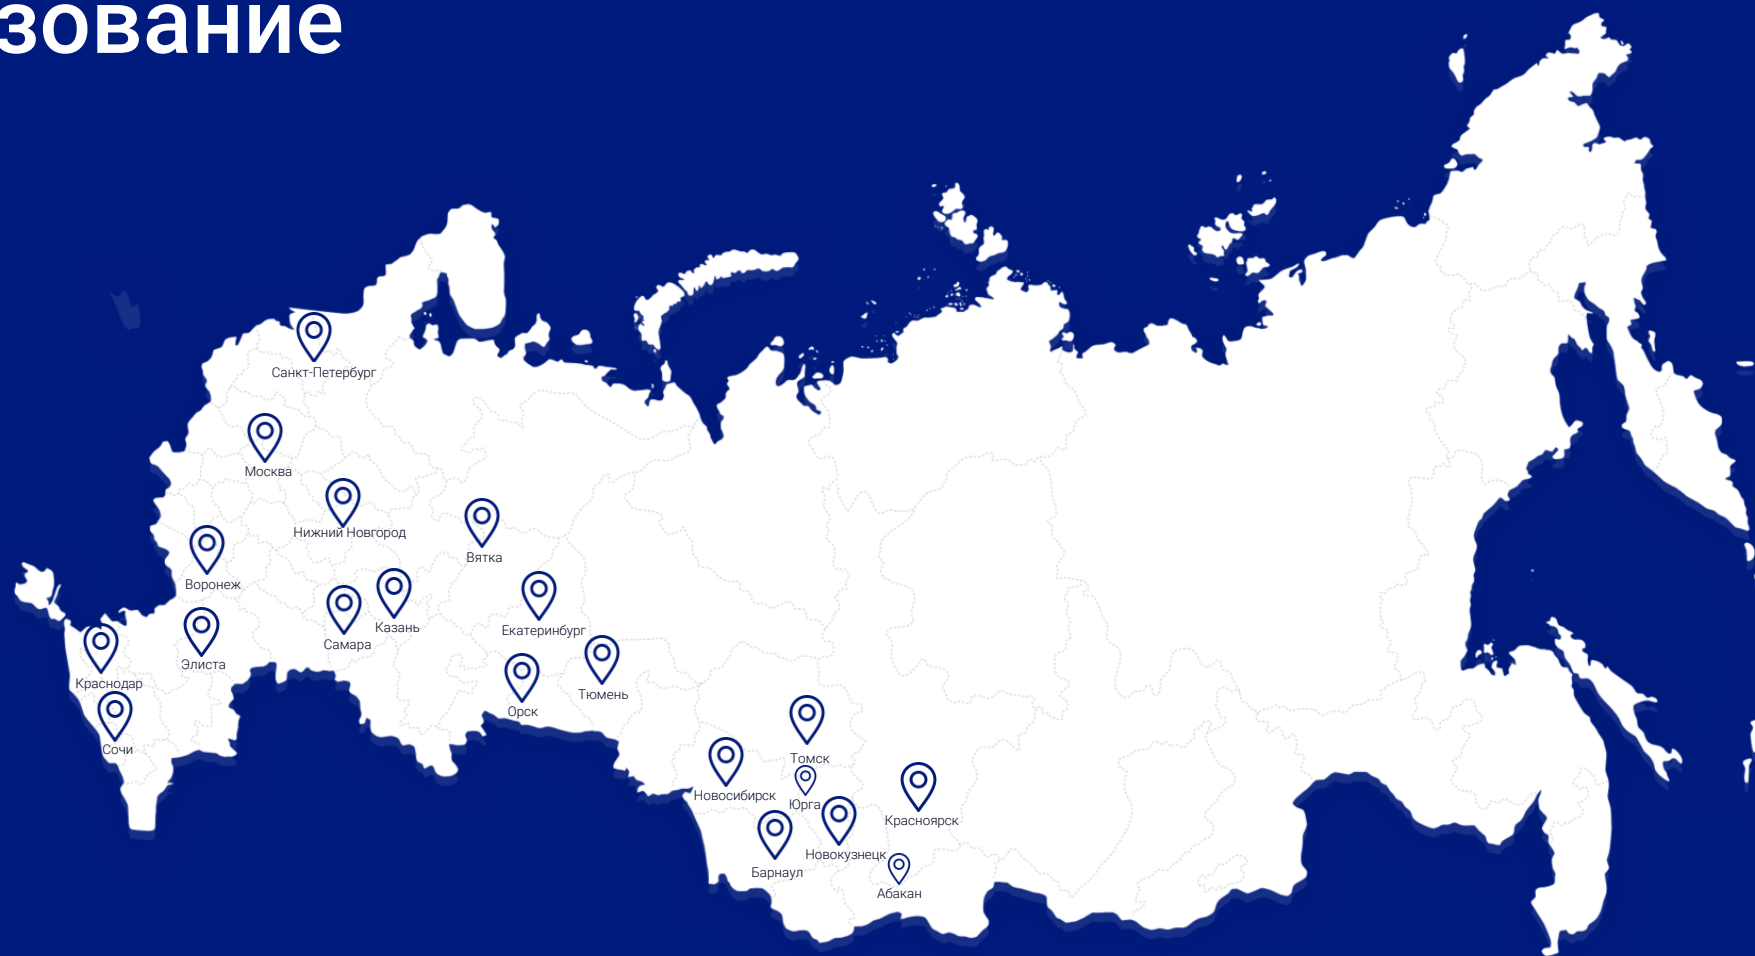 зование
Санкт-Петербург
Москва
Нижний Новгород
Вятка
Воронеж
Казань
Екатеринбург
Самара
Элиста
Краснодар
Тюмень
Орск
Сочи
Томск
Новосибирск
Юрга
Красноярск
Новокузнецк
Барнаул
Абакан